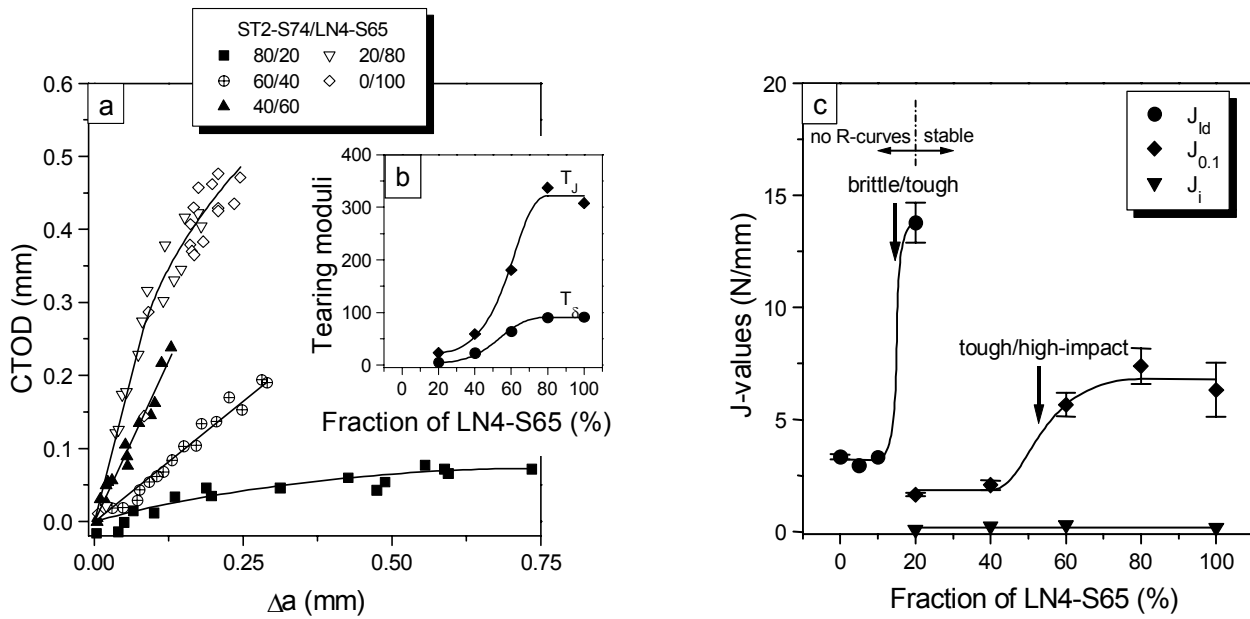 ST2-S74/LN4-S65
80/20 20/80
60/40 0/100
40/60
a
CTOD (mm)
0.6
0.5
0.4
0.3
0.2
0.1
0.0
0.00 0.25 0.50 0.75
Δa (mm)
b
Tearing moduli
400
300
200
100
0
T_J
T_δ
0 20 40 60 80 100
Fraction of LN4-S65 (%)
c
J-values (N/mm)
20
15
10
5
0
J_Id
J_0.1
J_i
no R-curves stable
brittle/tough
tough/high-impact
0 20 40 60 80 100
Fraction of LN4-S65 (%)